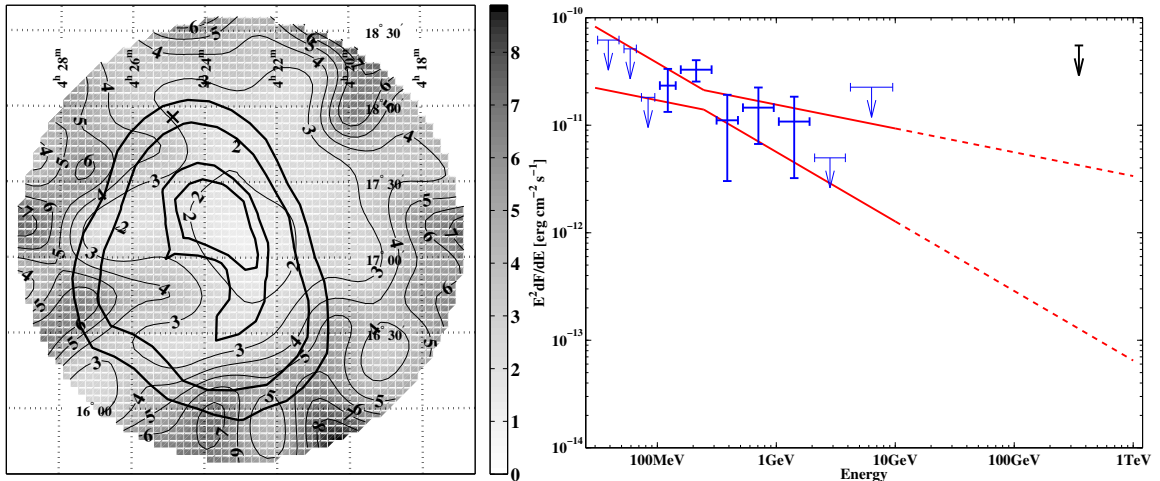 4ʰ 28ᵐ
4ʰ 26ᵐ
4ʰ 24ᵐ
4ʰ 22ᵐ
4ʰ 20ᵐ
4ʰ 18ᵐ
18° 30′
18° 00′
17° 30′
17° 00′
16° 30′
16° 00′
8
7
6
5
4
3
2
1
0
E²dF/dE [erg cm⁻² s⁻¹]
10⁻¹⁰
10⁻¹¹
10⁻¹²
10⁻¹³
10⁻¹⁴
100MeV 1GeV 10GeV 100GeV 1TeV
Energy